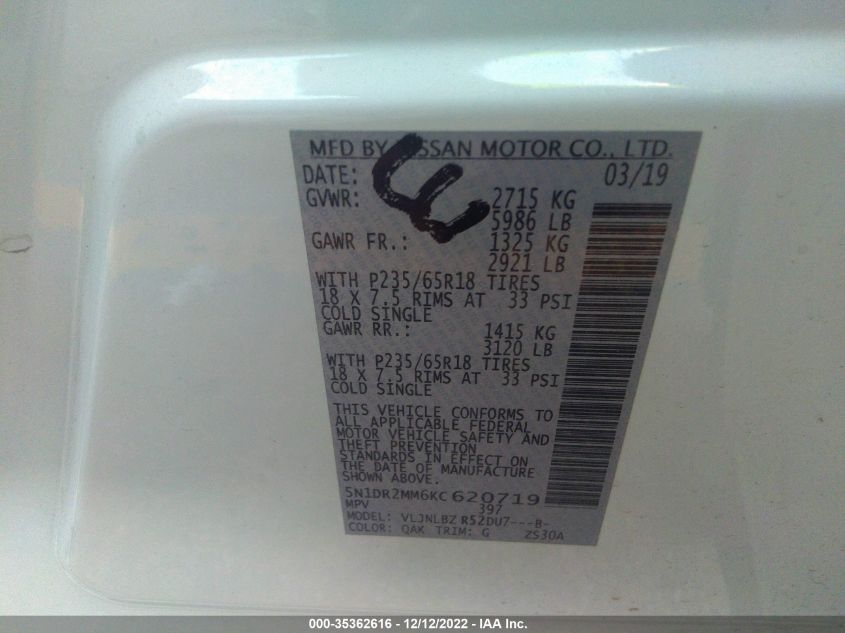 MFD BY NISSAN MOTOR CO., LTD.
DATE: 03/19
GVWR: 2715 KG
5986 LB
GAWR FR.: 1325 KG
2921 LB
WITH P235/65R18 TIRES
18 X 7.5 RIMS AT 33 PSI
COLD SINGLE
GAWR RR.: 1415 KG
3120 LB
WITH P235/65R18 TIRES
18 X 7.5 RIMS AT 33 PSI
COLD SINGLE
THIS VEHICLE CONFORMS TO
ALL APPLICABLE FEDERAL
MOTOR VEHICLE SAFETY AND
THEFT PREVENTION
STANDARDS IN EFFECT ON
THE DATE OF MANUFACTURE
SHOWN ABOVE.
5N1DR2MM6KC 620719
MPV 397
MODEL: VLJNLBZ R52DU7---B-
COLOR: QAK TRIM: G ZS30A
000-35362616 - 12/12/2022 - IAA Inc.